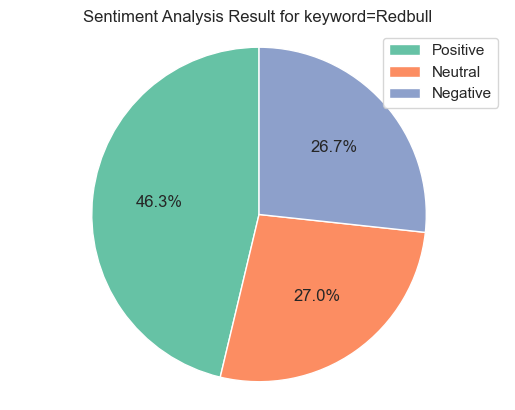 Sentiment Analysis Result for keyword=Redbull
Positive
Neutral
Negative
26.7%
46.3%
27.0%